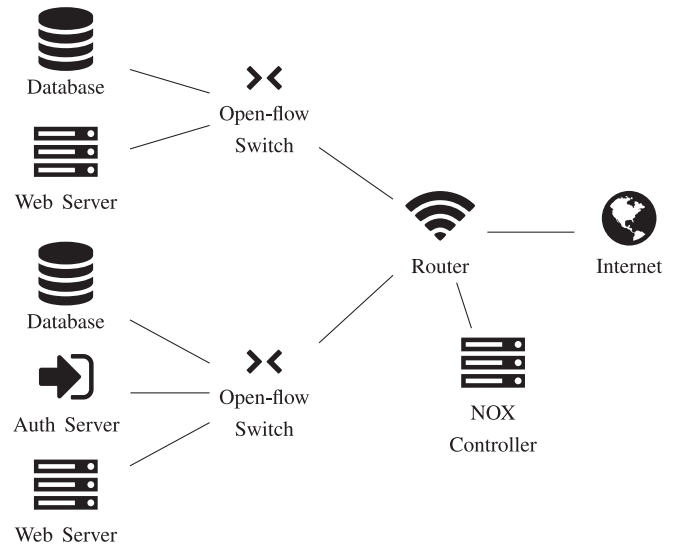 Database
Open-flow
Switch
Web Server
Router
Internet
Database
Auth Server
Open-flow
Switch
NOX
Controller
Web Server